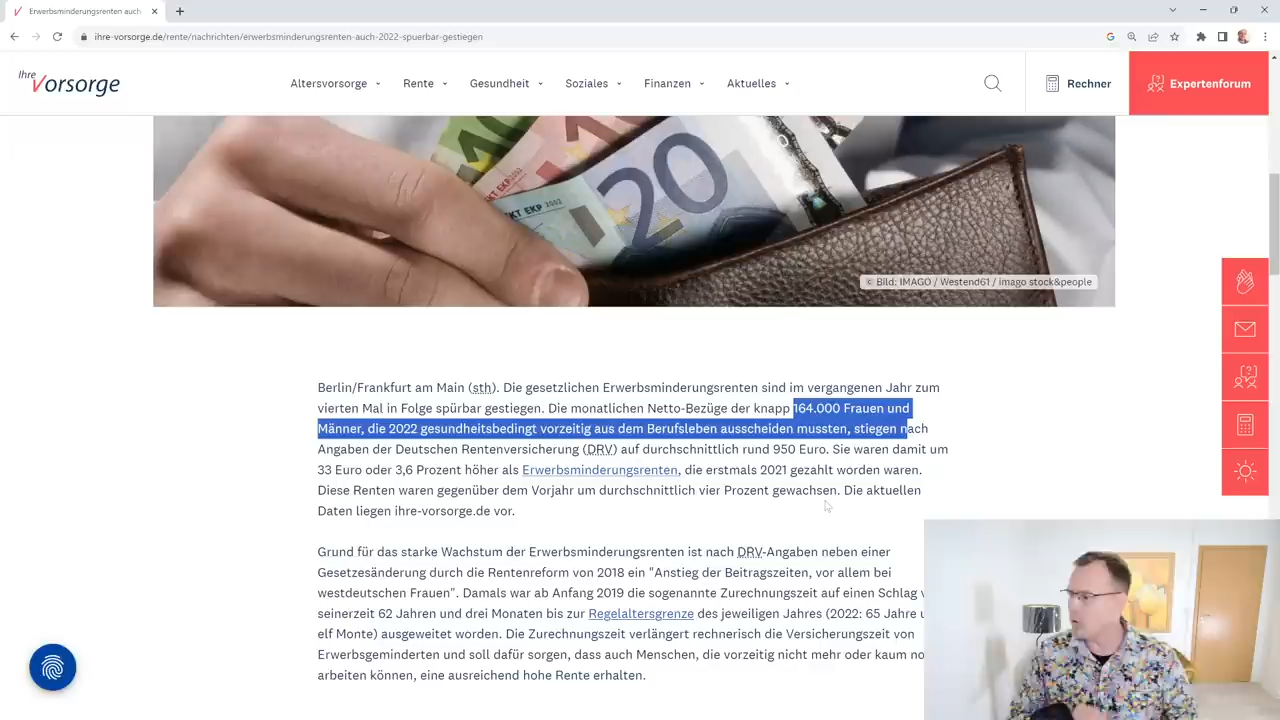 Erwerbsminderungsrenten auch
ihre-vorsorge.de/rente/nachrichten/erwerbsminderungsrenten-auch-2022-spuerbar-gestiegen
Ihre Vorsorge
Altersvorsorge
Rente
Gesundheit
Soziales
Finanzen
Aktuelles
Rechner
Expertenforum
EKP
KT EKP 2002
20
© Bild: IMAGO / Westend61 / imago stock&people
Berlin/Frankfurt am Main (sth). Die gesetzlichen Erwerbsminderungsrenten sind im vergangenen Jahr zum
vierten Mal in Folge spürbar gestiegen. Die monatlichen Netto-Bezüge der knapp 164.000 Frauen und
Männer, die 2022 gesundheitsbedingt vorzeitig aus dem Berufsleben ausscheiden mussten, stiegen nach
Angaben der Deutschen Rentenversicherung (DRV) auf durchschnittlich rund 950 Euro. Sie waren damit um
33 Euro oder 3,6 Prozent höher als Erwerbsminderungsrenten, die erstmals 2021 gezahlt worden waren.
Diese Renten waren gegenüber dem Vorjahr um durchschnittlich vier Prozent gewachsen. Die aktuellen
Daten liegen ihre-vorsorge.de vor.
Grund für das starke Wachstum der Erwerbsminderungsrenten ist nach DRV-Angaben neben einer
Gesetzesänderung durch die Rentenreform von 2018 ein "Anstieg der Beitragszeiten, vor allem bei
westdeutschen Frauen". Damals war ab Anfang 2019 die sogenannte Zurechnungszeit auf einen Schlag v
seinerzeit 62 Jahren und drei Monaten bis zur Regelaltersgrenze des jeweiligen Jahres (2022: 65 Jahre u
elf Monte) ausgeweitet worden. Die Zurechnungszeit verlängert rechnerisch die Versicherungszeit von
Erwerbsgeminderten und soll dafür sorgen, dass auch Menschen, die vorzeitig nicht mehr oder kaum no
arbeiten können, eine ausreichend hohe Rente erhalten.